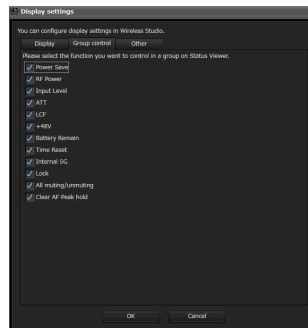 Display settings
You can configure display settings in Wireless Studio.
Display Group control Other
Please select the function you want to control in a group on Status Viewer.
Power Save
RF Power
Input Level
ATT
LCF
+48V
Battery Remain
Time Reset
Internal SG
Lock
All muting/unmuting
Clear AF Peak hold
OK Cancel